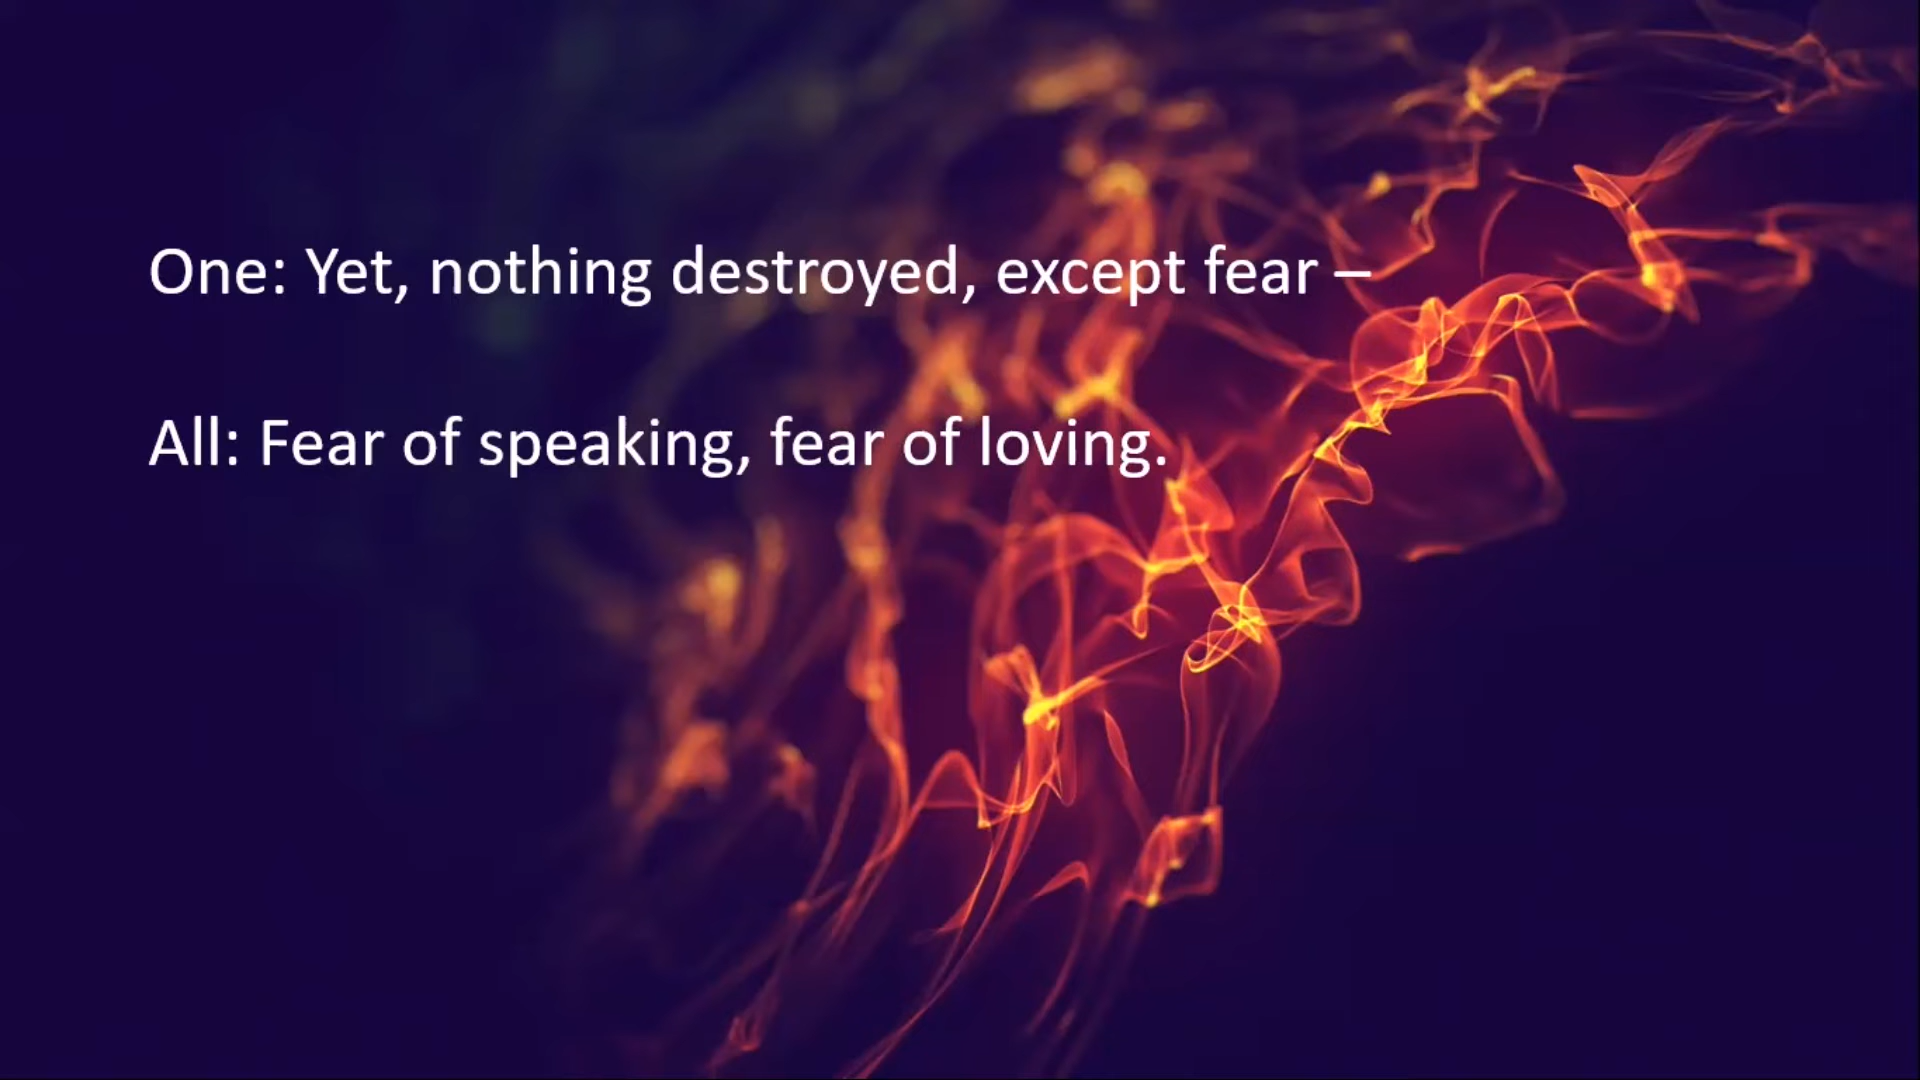 One: Yet, nothing destroyed, except fear –
All: Fear of speaking, fear of loving.